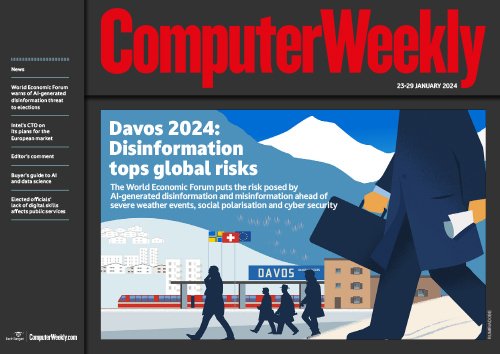 ComputerWeekly
23-29 JANUARY 2024
News
World Economic Forum
warns of AI-generated
disinformation threat
to elections
Intel's CTO on
its plans for the
European market
Editor's comment
Buyer's guide to AI
and data science
Elected officials'
lack of digital skills
affects public services
ComputerWeekly.com
Davos 2024:
Disinformation
tops global risks
The World Economic Forum puts the risk posed by
AI-generated disinformation and misinformation ahead of
severe weather events, social polarisation and cyber security
DAVOS